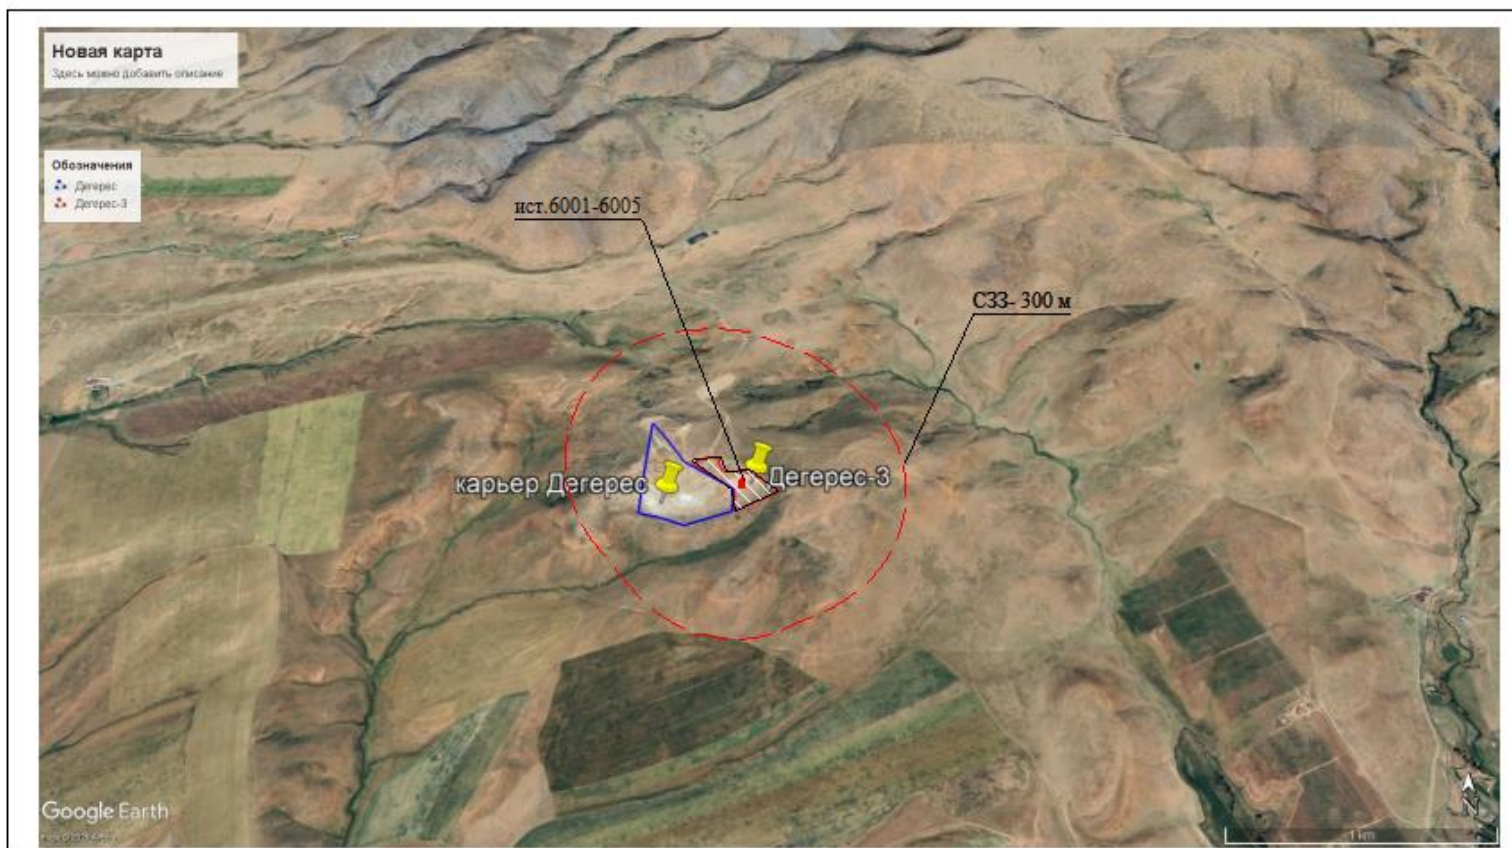 Новая карта
Здесь можно добавить описание
Обозначения
Дегерес
Дегерес-3
ист.6001-6005
СЗЗ- 300 м
карьер Дегерес
Дегерес-3
Google Earth
N
1 km